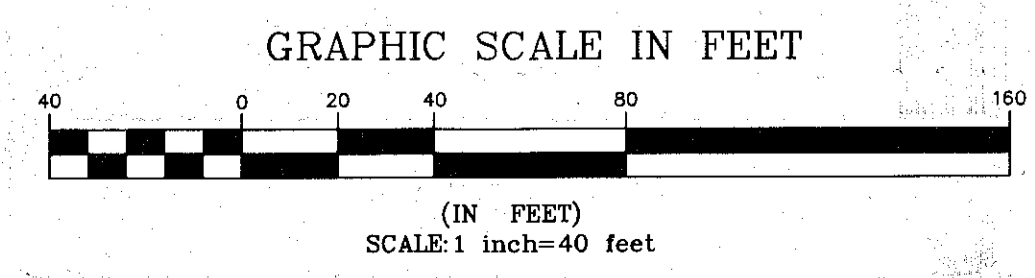 GRAPHIC SCALE IN FEET
40 0 20 40 80 160
(IN FEET)
SCALE: 1 inch=40 feet